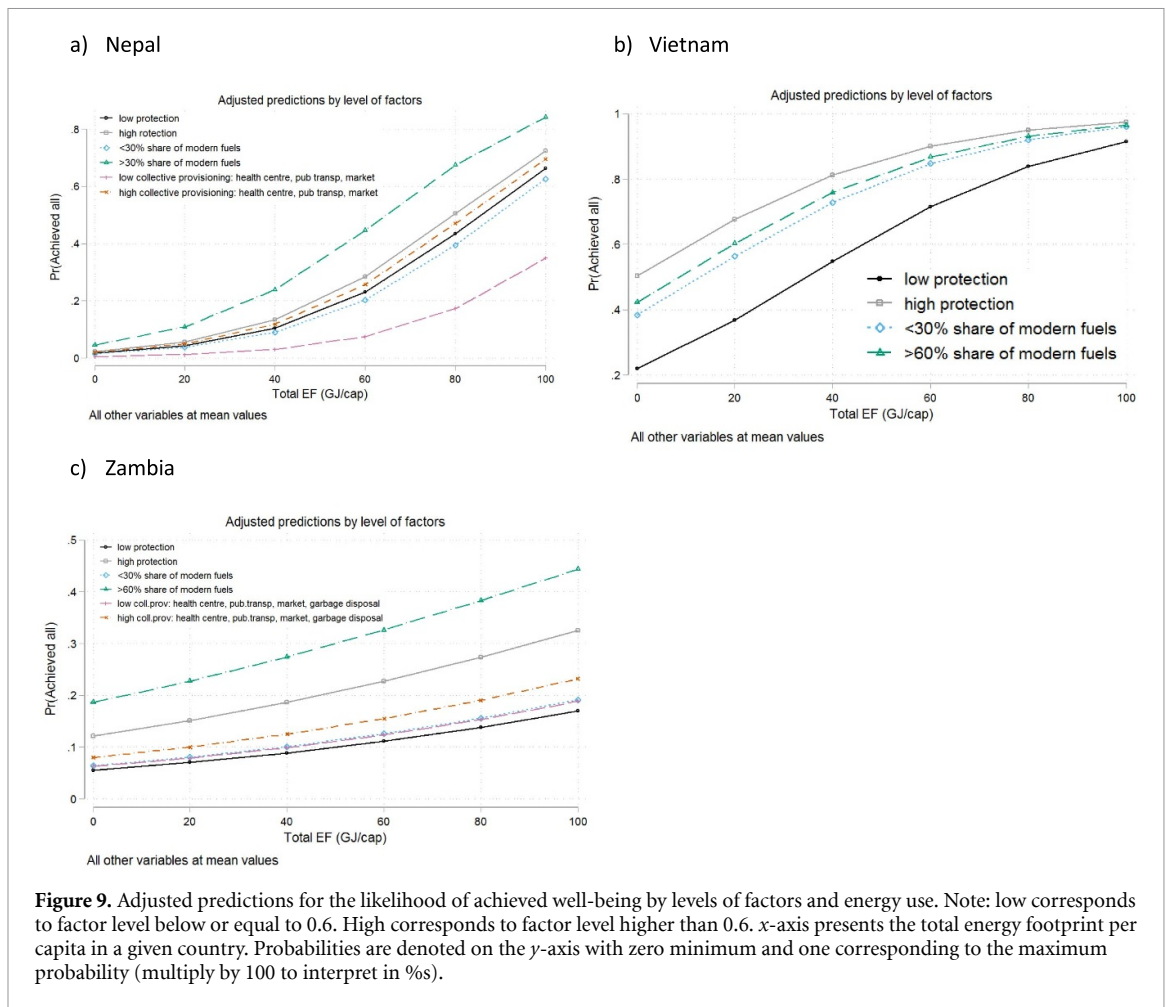 a) Nepal
Adjusted predictions by level of factors
low protection
high rotection
<30% share of modern fuels
>30% share of modern fuels
low collective provisioning: health centre, pub transp, market
high collective provisioning: health centre, pub transp, market
.8
.6
.4
.2
0
Pr(Achieved all)
0 20 40 60 80 100
Total EF (GJ/cap)
All other variables at mean values
b) Vietnam
Adjusted predictions by level of factors
1
.8
.6
.4
.2
Pr(Achieved all)
low protection
high protection
<30% share of modern fuels
>60% share of modern fuels
0 20 40 60 80 100
Total EF (GJ/cap)
All other variables at mean values
c) Zambia
Adjusted predictions by level of factors
low protection
high protection
<30% share of modern fuels
>60% share of modern fuels
low coll.prov: health centre, pub.transp, market, garbage disposal
high coll.prov: health centre, pub.transp, market, garbage disposal
.5
.4
.3
.2
.1
0
Pr(Achieved all)
0 20 40 60 80 100
Total EF (GJ/cap)
All other variables at mean values
Figure 9. Adjusted predictions for the likelihood of achieved well-being by levels of factors and energy use. Note: low corresponds
to factor level below or equal to 0.6. High corresponds to factor level higher than 0.6. x-axis presents the total energy footprint per
capita in a given country. Probabilities are denoted on the y-axis with zero minimum and one corresponding to the maximum
probability (multiply by 100 to interpret in %s).